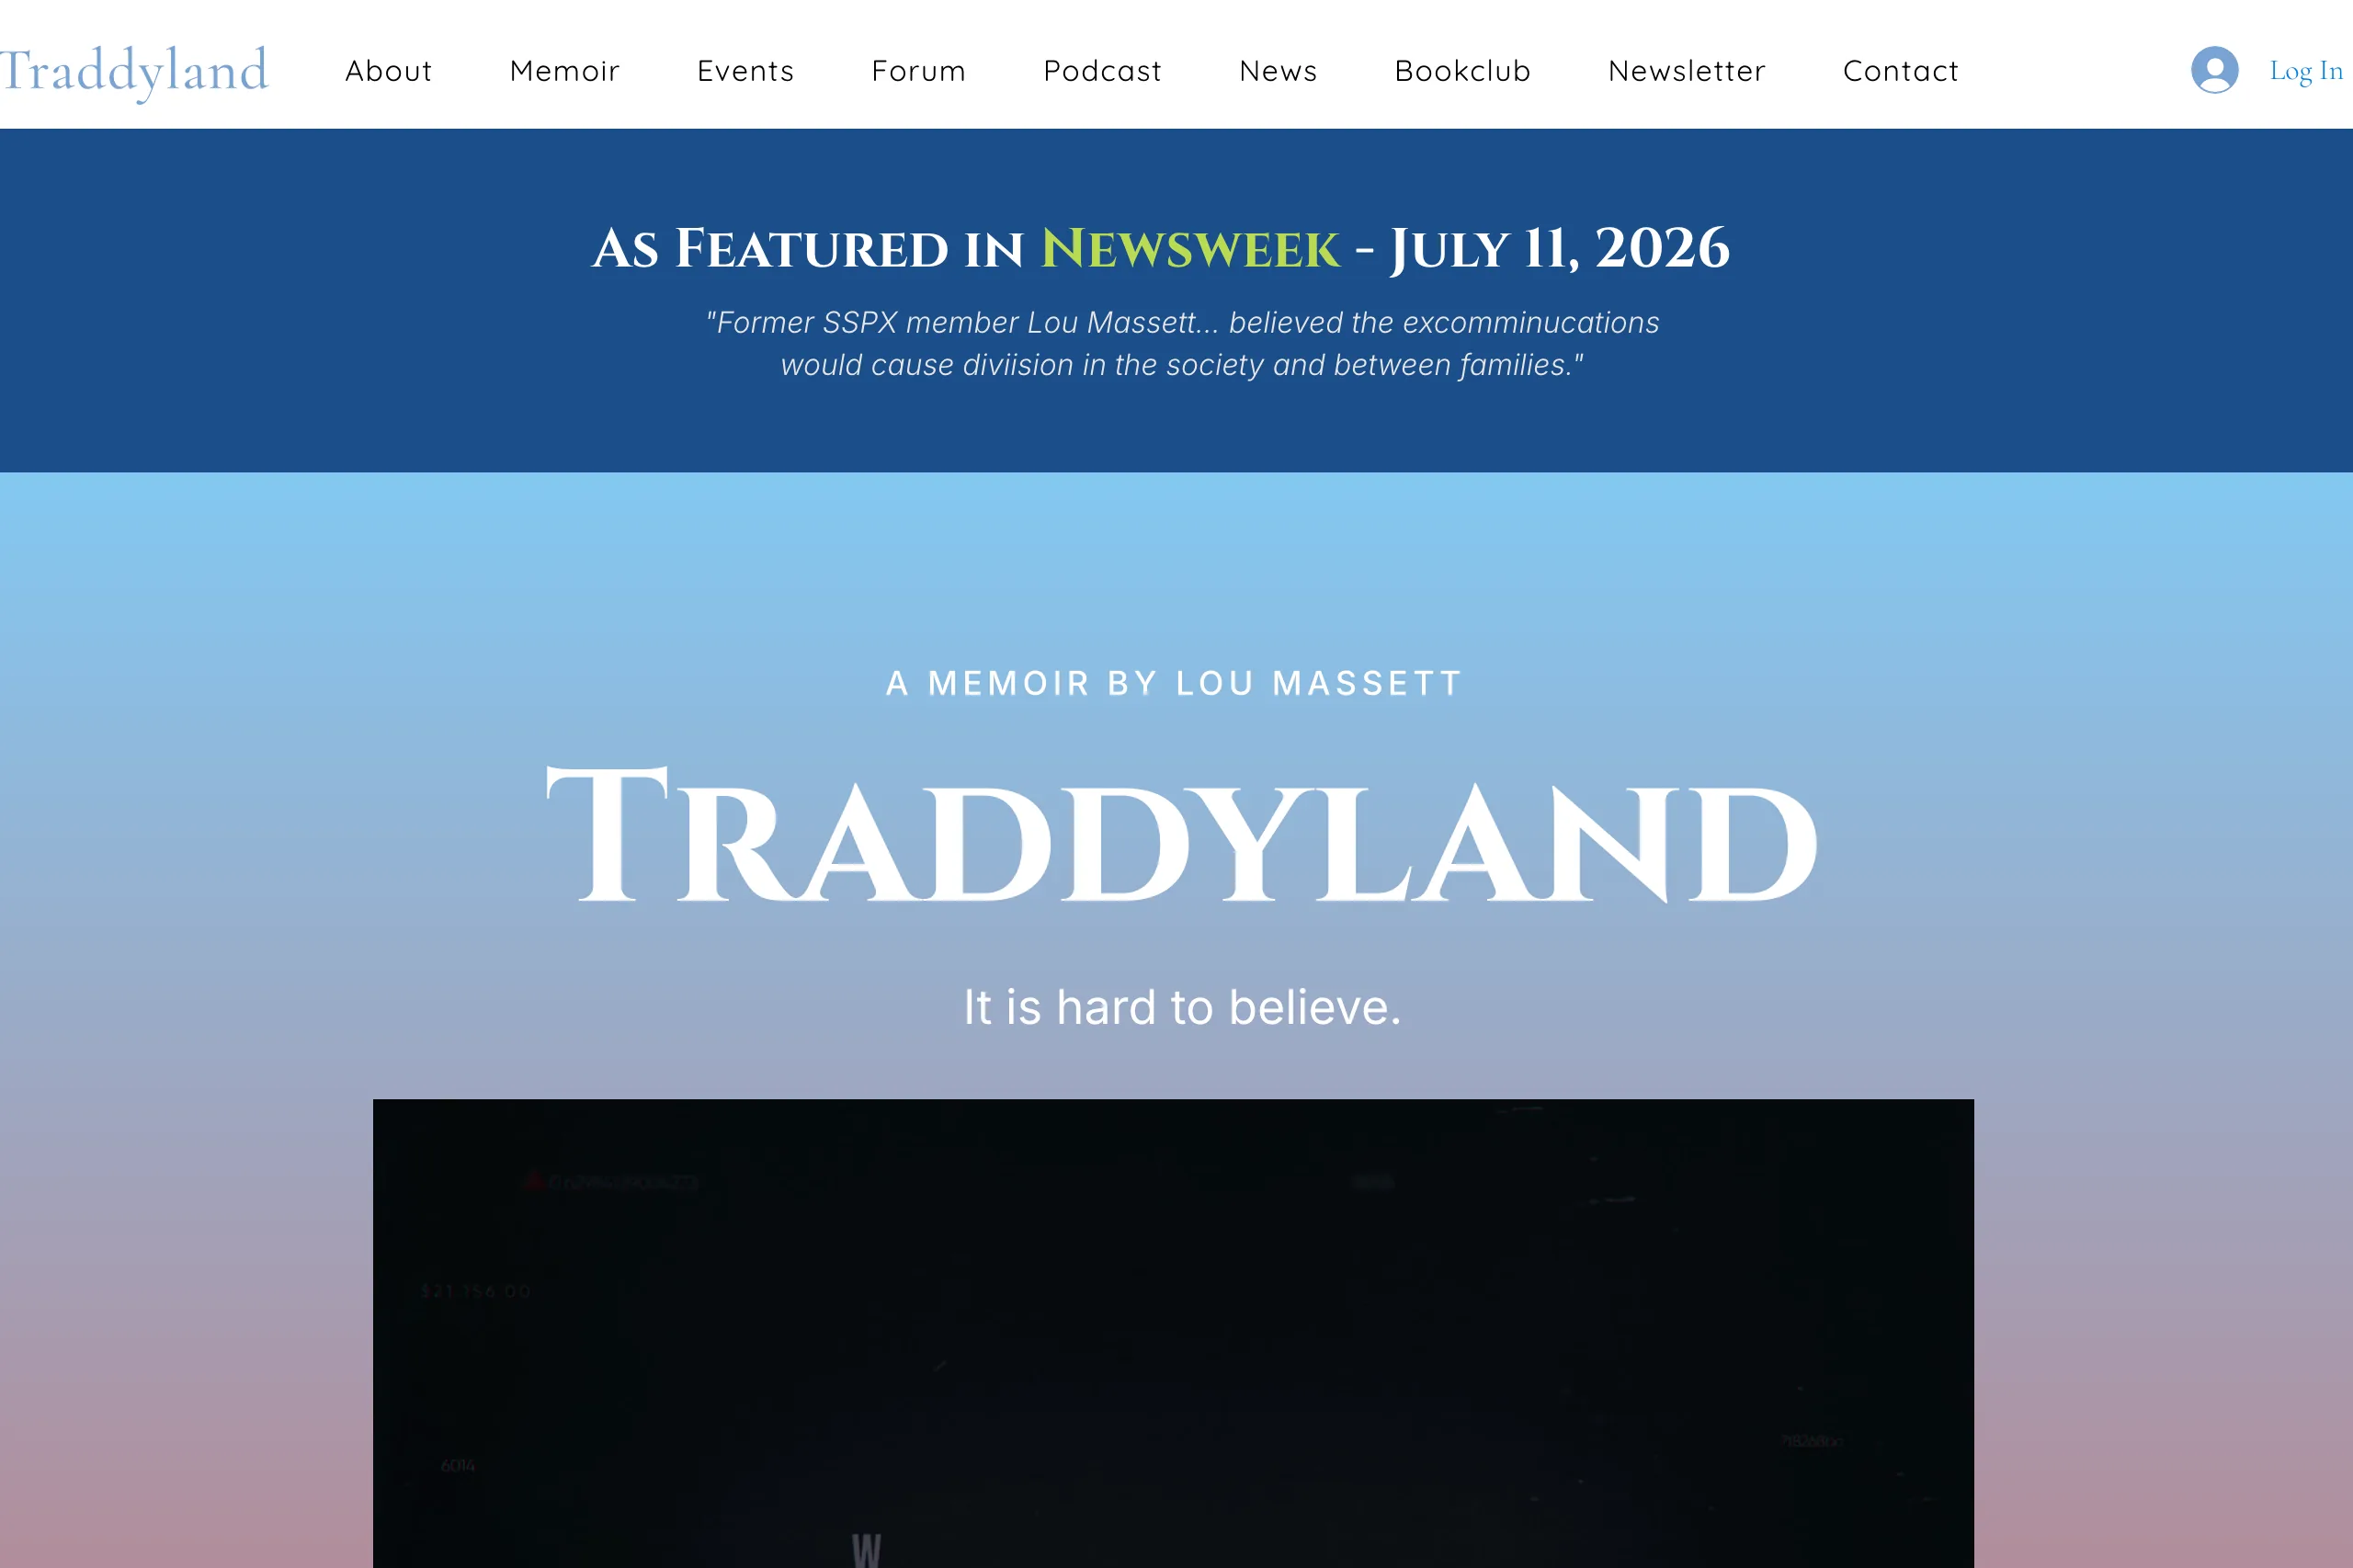 Traddyland
About Memoir Events Forum Podcast News Bookclub Newsletter Contact
Log In
As Featured in Newsweek - July 11, 2026
"Former SSPX member Lou Massett... believed the excomminucations
would cause diviision in the society and between families."
A MEMOIR BY LOU MASSETT
Traddyland
It is hard to believe.
6014
W